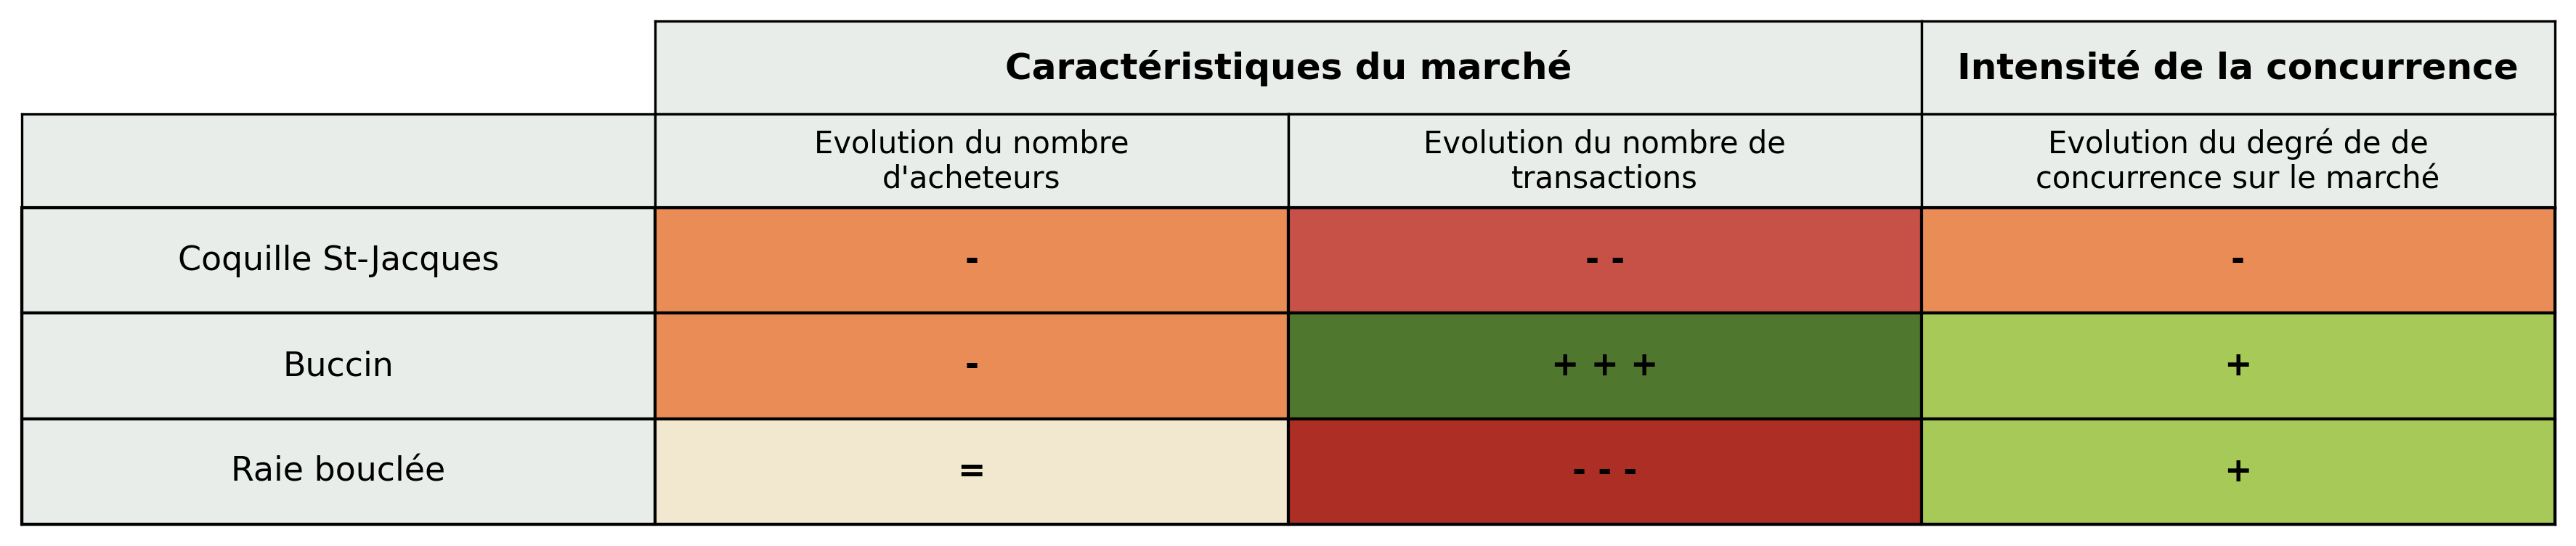 Caractéristiques du marché
Intensité de la concurrence
Evolution du nombre
d'acheteurs
Evolution du nombre de
transactions
Evolution du degré de de
concurrence sur le marché
Coquille St-Jacques
-
- -
-
Buccin
-
+ + +
+
Raie bouclée
=
- - -
+